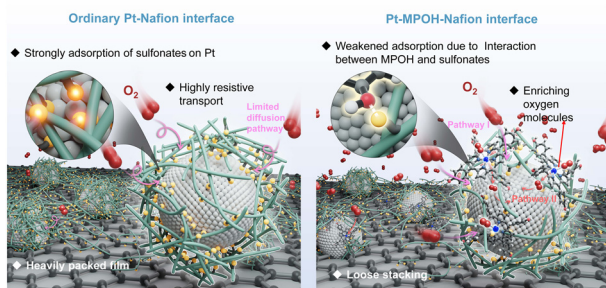 Ordinary Pt-Nafion interface
◆ Strongly adsorption of sulfonates on Pt
◆ Highly resistive
transport
O₂
Limited
diffusion
pathway
◆ Heavily packed film
Pt-MPOH-Nafion interface
◆ Weakened adsorption due to Interaction
between MPOH and sulfonates
O₂
◆ Enriching
oxygen
molecules
Pathway I
Pathway II
◆ Loose stacking